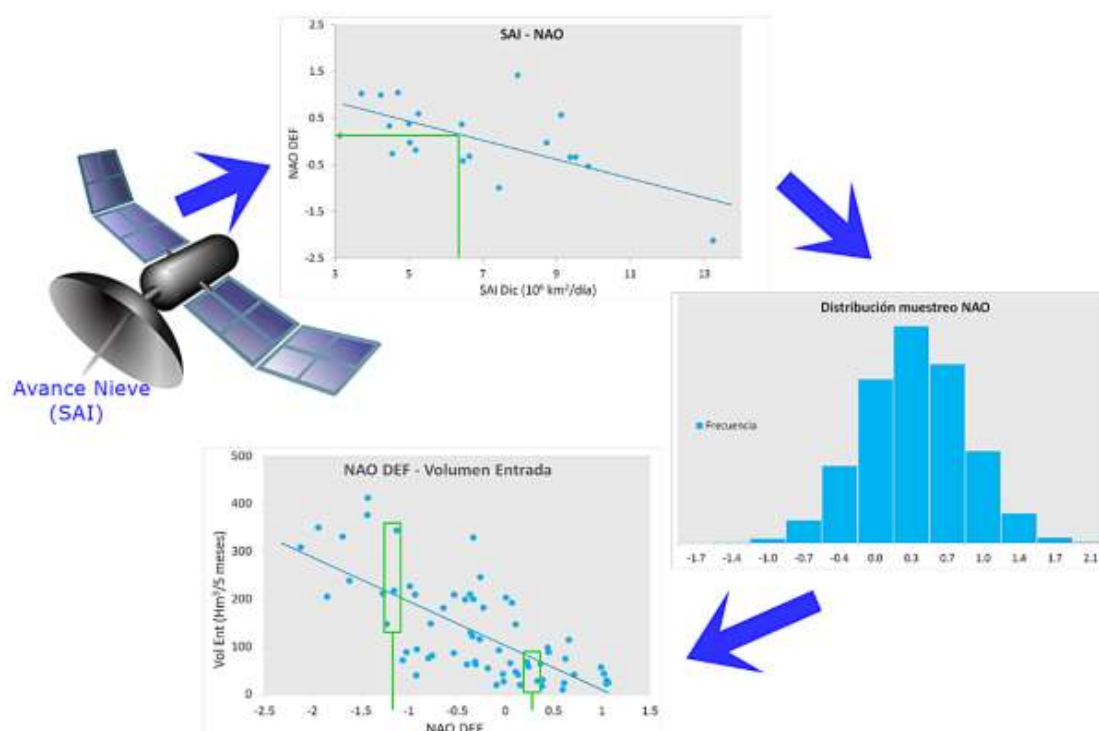 SAI - NAO
2.5
1.5
0.5
-0.5
-1.5
-2.5
NAO DEF
3 5 7 9 11 13
SAI Dic (10⁶ km²/día)
Avance Nieve
(SAI)
Distribución muestreo NAO
Frecuencia
-1.7 -1.4 -1.0 -0.7 -0.4 0.0 0.3 0.7 1.0 1.4 1.7 2.1
NAO DEF - Volumen Entrada
500
400
300
200
100
0
Vol Ent (Hm³/5 meses)
-2.5 -2 -1.5 -1 -0.5 0 0.5 1 1.5
NAO DEF